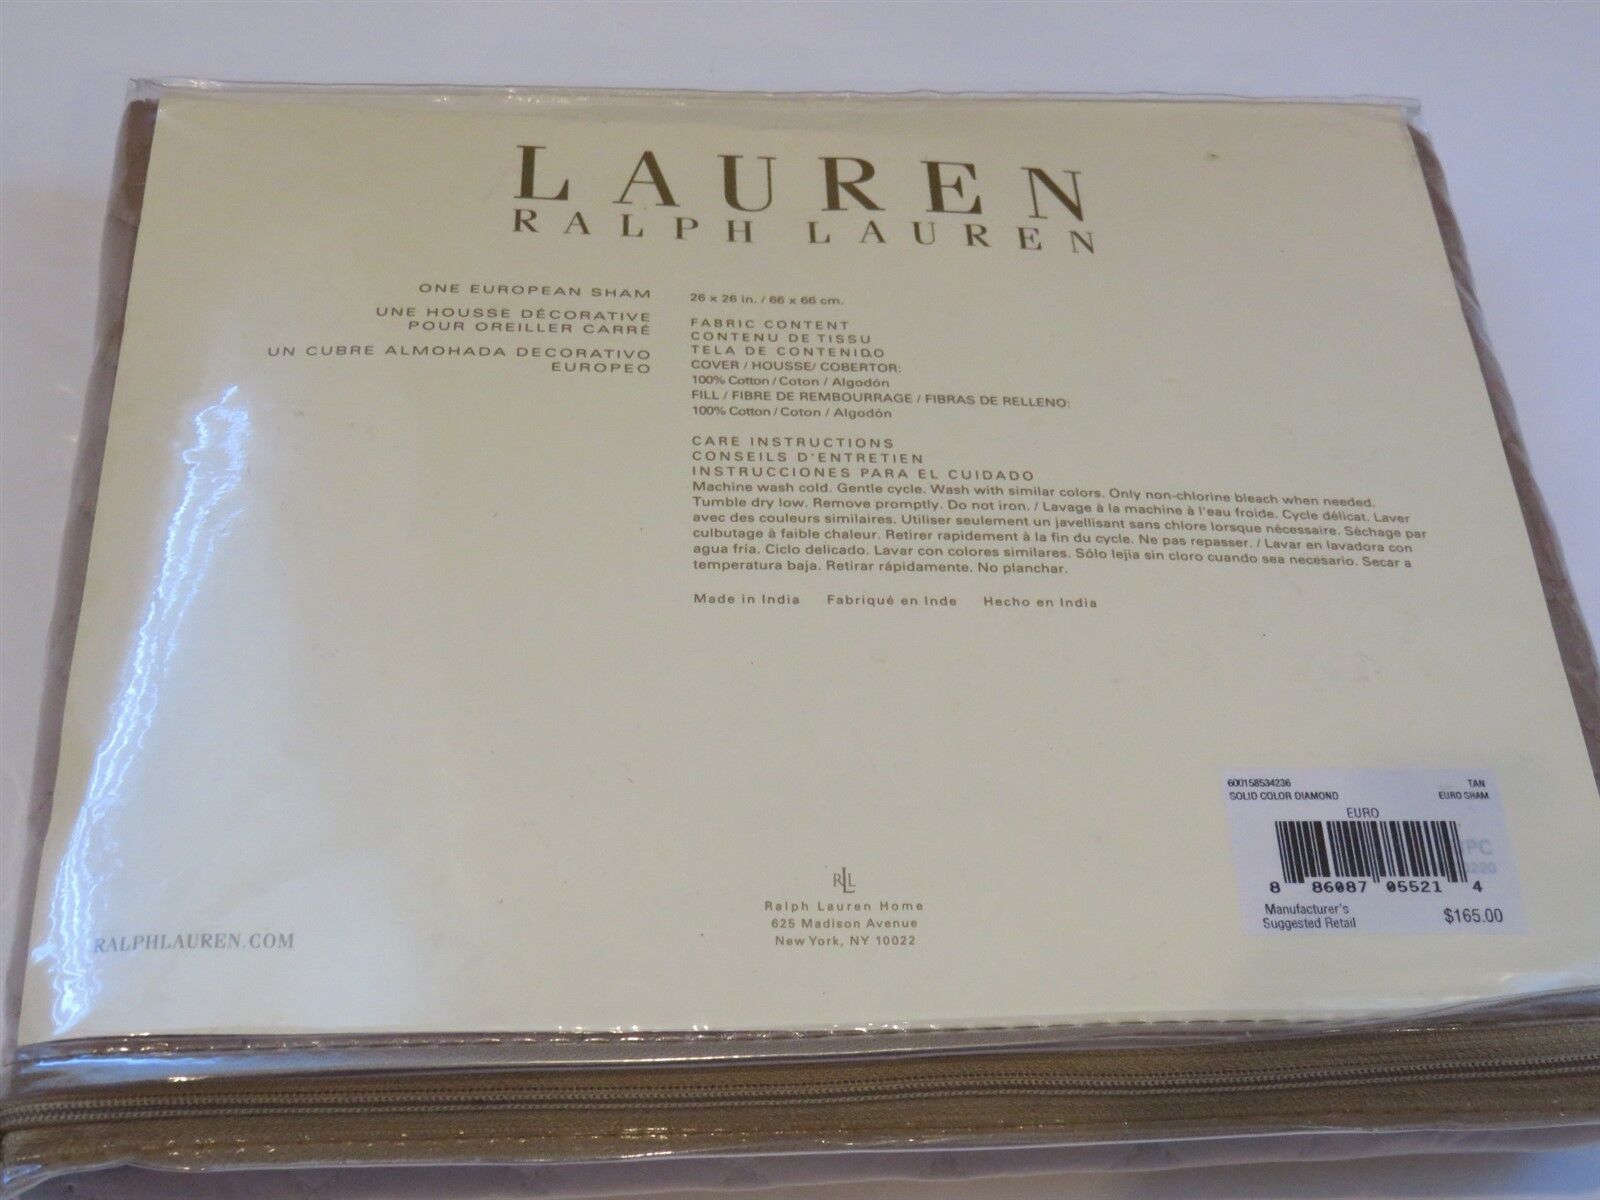 LAUREN
RALPH LAUREN
ONE EUROPEAN SHAM
UNE HOUSSE DÉCORATIVE
POUR OREILLER CARRÉ
UN CUBRE ALMOHADA DECORATIVO
EUROPEO
26 x 26 in. / 66 x 66 cm.
FABRIC CONTENT
CONTENU DE TISSU
TELA DE CONTENIDO
COVER / HOUSSE/ COBERTOR:
100% Cotton / Coton / Algodón
FILL / FIBRE DE REMBOURRAGE / FIBRAS DE RELLENO:
100% Cotton / Coton / Algodón
CARE INSTRUCTIONS
CONSEILS D'ENTRETIEN
INSTRUCCIONES PARA EL CUIDADO
Machine wash cold. Gentle cycle. Wash with similar colors. Only non-chlorine bleach when needed.
Tumble dry low. Remove promptly. Do not iron. / Lavage à la machine à l'eau froide. Cycle délicat. Laver
avec des couleurs similaires. Utiliser seulement un javellisant sans chlore lorsque nécessaire. Séchage par
culbutage à faible chaleur. Retirer rapidement à la fin du cycle. Ne pas repasser. / Lavar en lavadora con
agua fría. Ciclo delicado. Lavar con colores similares. Sólo lejia sin cloro cuando sea necesario. Secar a
temperatura baja. Retirar rápidamente. No planchar.
Made in India Fabriqué en Inde Hecho en India
RLL
Ralph Lauren Home
625 Madison Avenue
New York, NY 10022
RALPHLAUREN.COM
600158534236 TAN
SOLID COLOR DIAMOND EURO SHAM
EURO
8 86087 05521 4
Manufacturer's
Suggested Retail $165.00